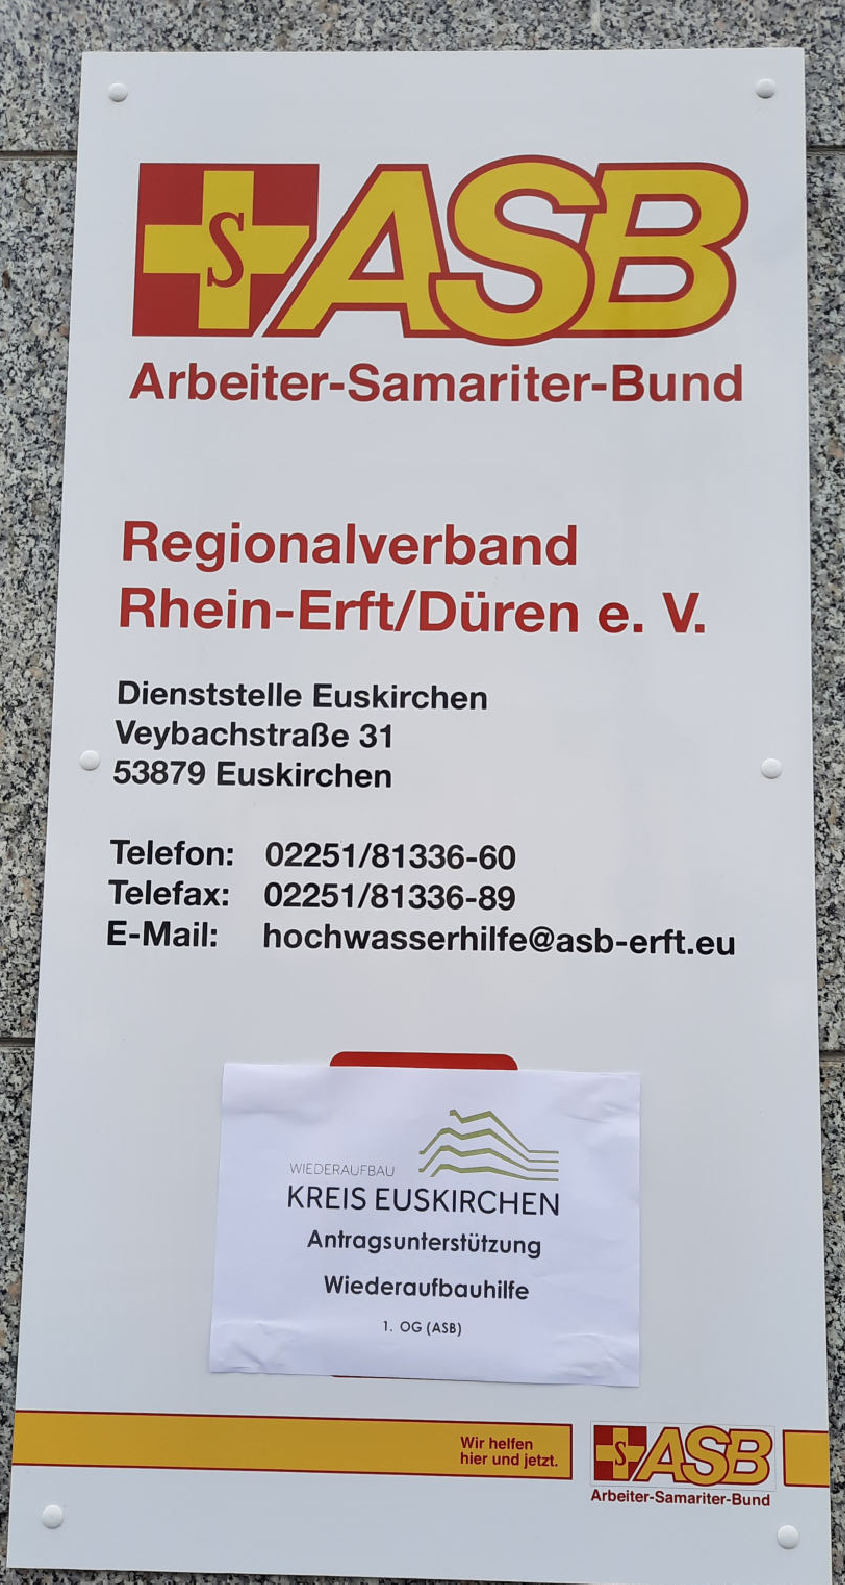 S ASB
Arbeiter-Samariter-Bund
Regionalverband
Rhein-Erft/Düren e. V.
Dienststelle Euskirchen
Veybachstraße 31
53879 Euskirchen
Telefon: 02251/81336-60
Telefax: 02251/81336-89
E-Mail: hochwasserhilfe@asb-erft.eu
WIEDERAUFBAU
KREIS EUSKIRCHEN
Antragsunterstützung
Wiederaufbauhilfe
1. OG (ASB)
Wir helfen
hier und jetzt.
S ASB
Arbeiter-Samariter-Bund